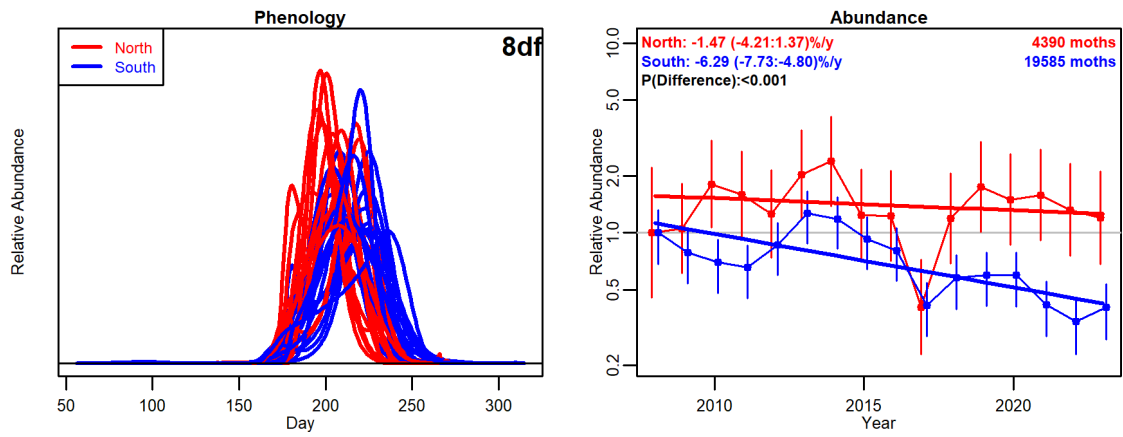 Phenology
North
South
8df
Relative Abundance
50 100 150 200 250 300
Day
Abundance
North: -1.47 (-4.21:1.37)%/y 4390 moths
South: -6.29 (-7.73:-4.80)%/y 19585 moths
P(Difference):<0.001
Relative Abundance
10.0
5.0
2.0
1.0
0.5
0.2
2010 2015 2020
Year